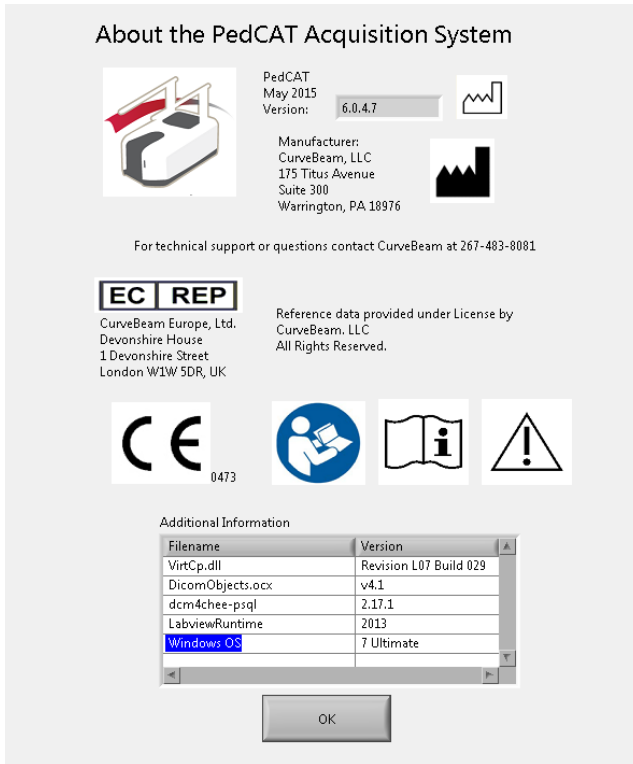 About the PedCAT Acquisition System
PedCAT
May 2015
Version: 6.0.4.7
Manufacturer:
CurveBeam, LLC
175 Titus Avenue
Suite 300
Warrington, PA 18976
For technical support or questions contact CurveBeam at 267-483-8081
EC REP
CurveBeam Europe, Ltd.
Devonshire House
1 Devonshire Street
London W1W 5DR, UK
Reference data provided under License by
CurveBeam. LLC
All Rights Reserved.
CE 0473
i
!
Additional Information
Filename Version
VirtCp.dll Revision L07 Build 029
DicomObjects.ocx v4.1
dcm4chee-psql 2.17.1
LabviewRuntime 2013
Windows OS 7 Ultimate
OK